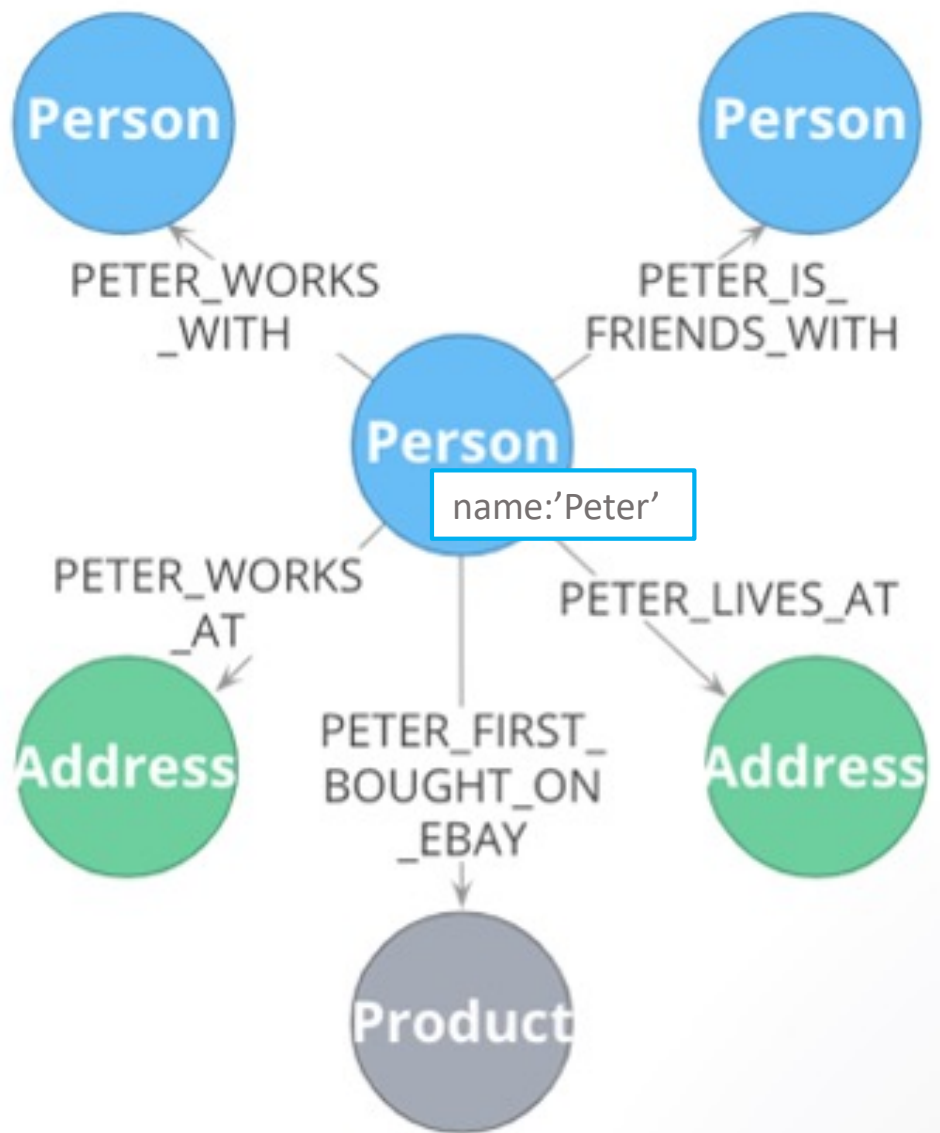 Person
Person
PETER_WORKS
_WITH
PETER_IS_
FRIENDS_WITH
Person
name:’Peter’
PETER_WORKS
_AT
PETER_LIVES_AT
Address
PETER_FIRST_
BOUGHT_ON
_EBAY
Address
Product